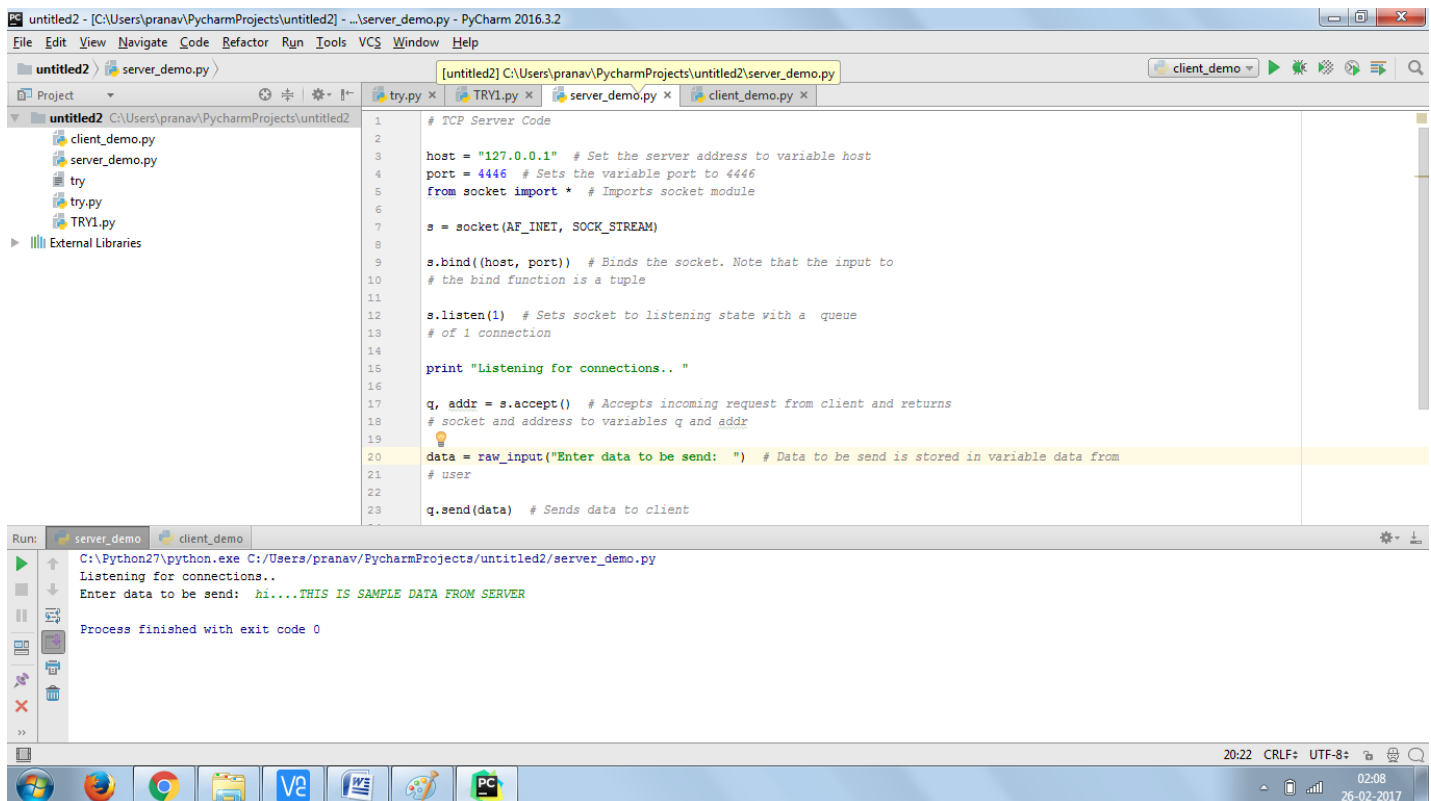 untitled2 - [C:\Users\pranav\PycharmProjects\untitled2] - ...\server_demo.py - PyCharm 2016.3.2
File Edit View Navigate Code Refactor Run Tools VCS Window Help
untitled2 server_demo.py
[untitled2] C:\Users\pranav\PycharmProjects\untitled2\server_demo.py
client_demo
Project
try.py TRY1.py server_demo.py client_demo.py
untitled2 C:\Users\pranav\PycharmProjects\untitled2
client_demo.py
server_demo.py
try
try.py
TRY1.py
External Libraries
1 # TCP Server Code
2
3 host = "127.0.0.1" # Set the server address to variable host
4 port = 4446 # Sets the variable port to 4446
5 from socket import * # Imports socket module
6
7 s = socket(AF_INET, SOCK_STREAM)
8
9 s.bind((host, port)) # Binds the socket. Note that the input to
10 # the bind function is a tuple
11
12 s.listen(1) # Sets socket to listening state with a  queue
13 # of 1 connection
14
15 print "Listening for connections.. "
16
17 q, addr = s.accept() # Accepts incoming request from client and returns
18 # socket and address to variables q and addr
19
20 data = raw_input("Enter data to be send:  ") # Data to be send is stored in variable data from
21 # user
22
23 q.send(data) # Sends data to client
Run: server_demo client_demo
C:\Python27\python.exe C:/Users/pranav/PycharmProjects/untitled2/server_demo.py
Listening for connections..
Enter data to be send:  hi....THIS IS SAMPLE DATA FROM SERVER
Process finished with exit code 0
20:22 CRLF UTF-8
02:08
26-02-2017